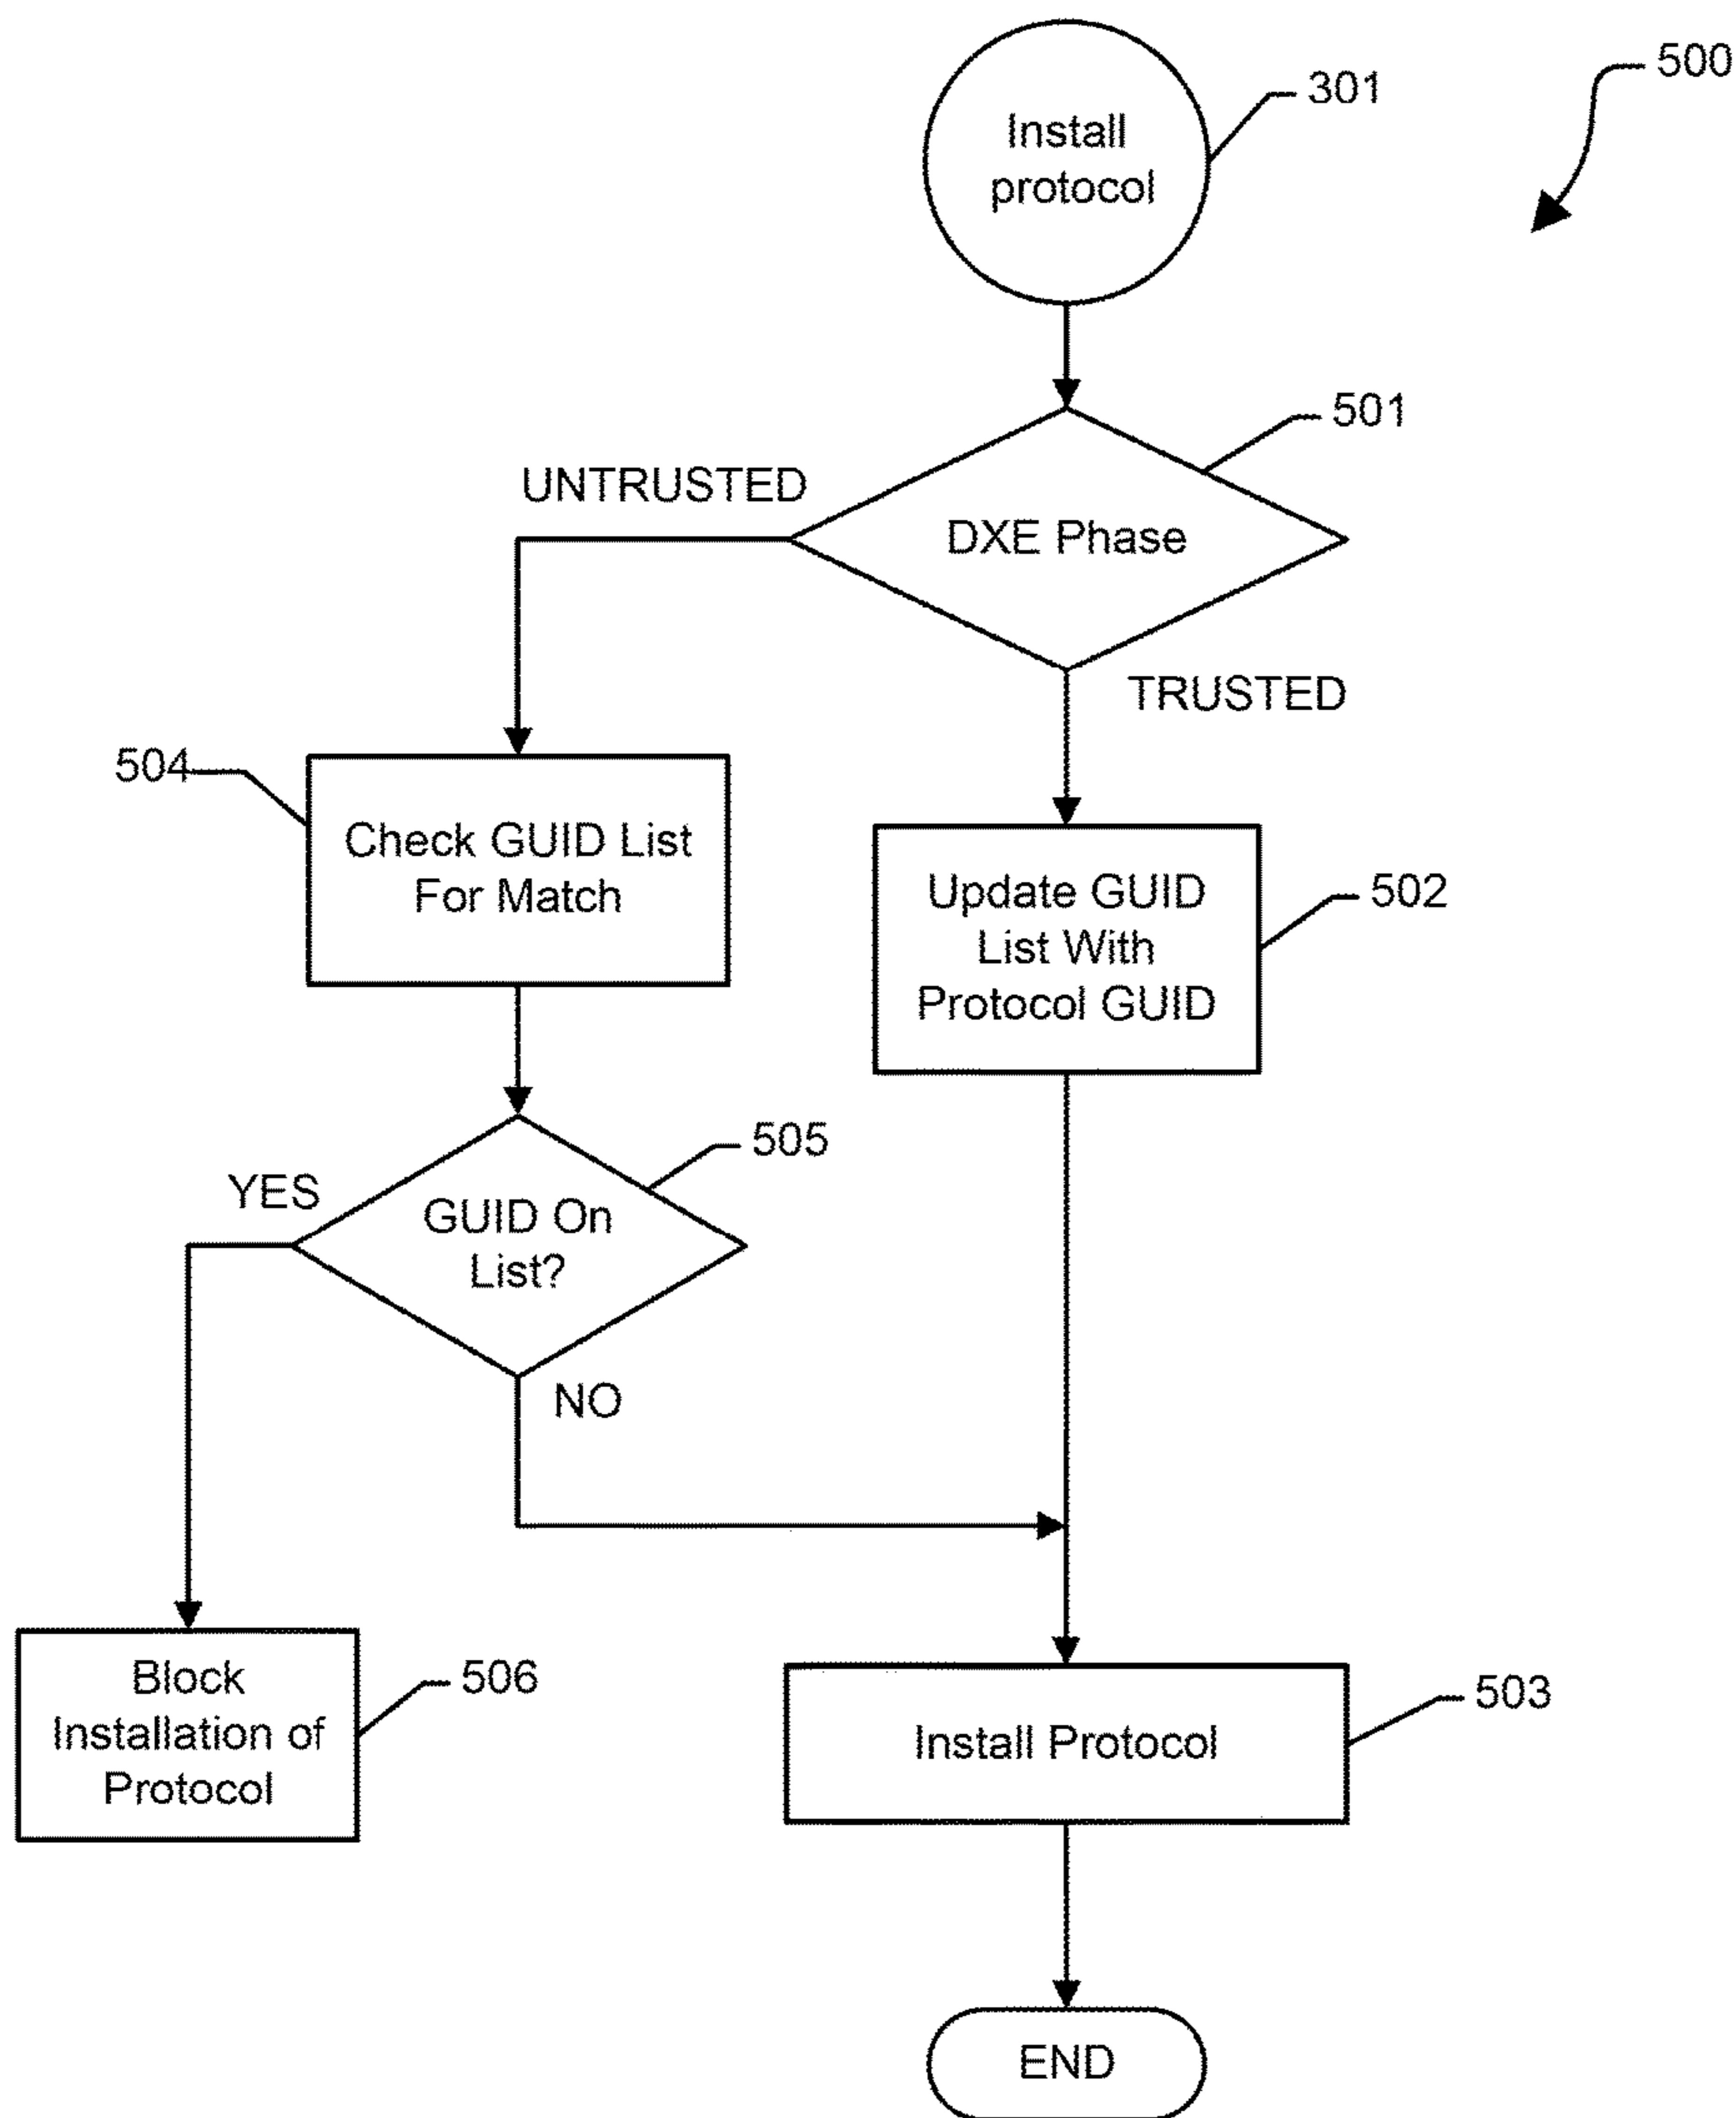 500
301
Install
protocol
501
UNTRUSTED
DXE Phase
TRUSTED
504
Check GUID List
For Match
502
Update GUID
List With
Protocol GUID
505
YES
GUID On
List?
NO
506
Block
Installation of
Protocol
503
Install Protocol
END